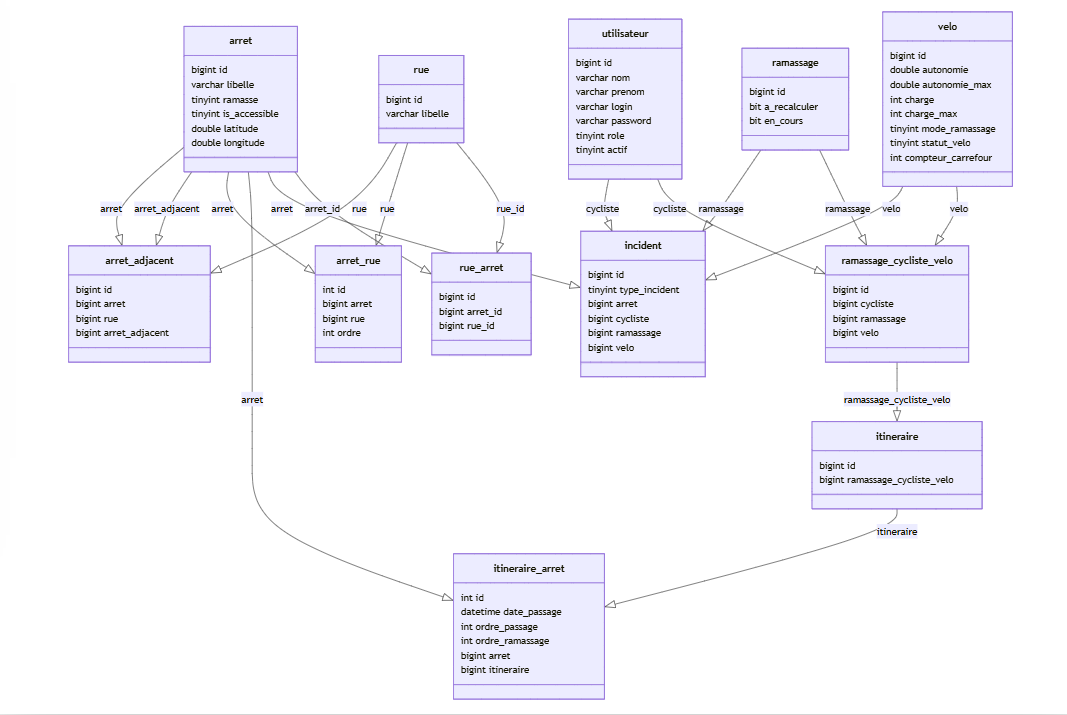 arret
bigint id
varchar libelle
tinyint ramasse
tinyint is_accessible
double latitude
double longitude
rue
bigint id
varchar libelle
utilisateur
bigint id
varchar nom
varchar prenom
varchar login
varchar password
tinyint role
tinyint actif
ramassage
bigint id
bit a_recalculer
bit en_cours
velo
bigint id
double autonomie
double autonomie_max
int charge
int charge_max
tinyint mode_ramassage
tinyint statut_velo
int compteur_carrefour
arret
arret_adjacent
arret
arret
arret_id
rue
rue
rue_id
cycliste
cycliste
ramassage
ramassage
velo
velo
arret_adjacent
bigint id
bigint arret
bigint rue
bigint arret_adjacent
arret_rue
int id
bigint arret
bigint rue
int ordre
rue_arret
bigint id
bigint arret_id
bigint rue_id
incident
bigint id
tinyint type_incident
bigint arret
bigint cycliste
bigint ramassage
bigint velo
ramassage_cycliste_velo
bigint id
bigint cycliste
bigint ramassage
bigint velo
arret
ramassage_cycliste_velo
itineraire
bigint id
bigint ramassage_cycliste_velo
itineraire
itineraire_arret
int id
datetime date_passage
int ordre_passage
int ordre_ramassage
bigint arret
bigint itineraire